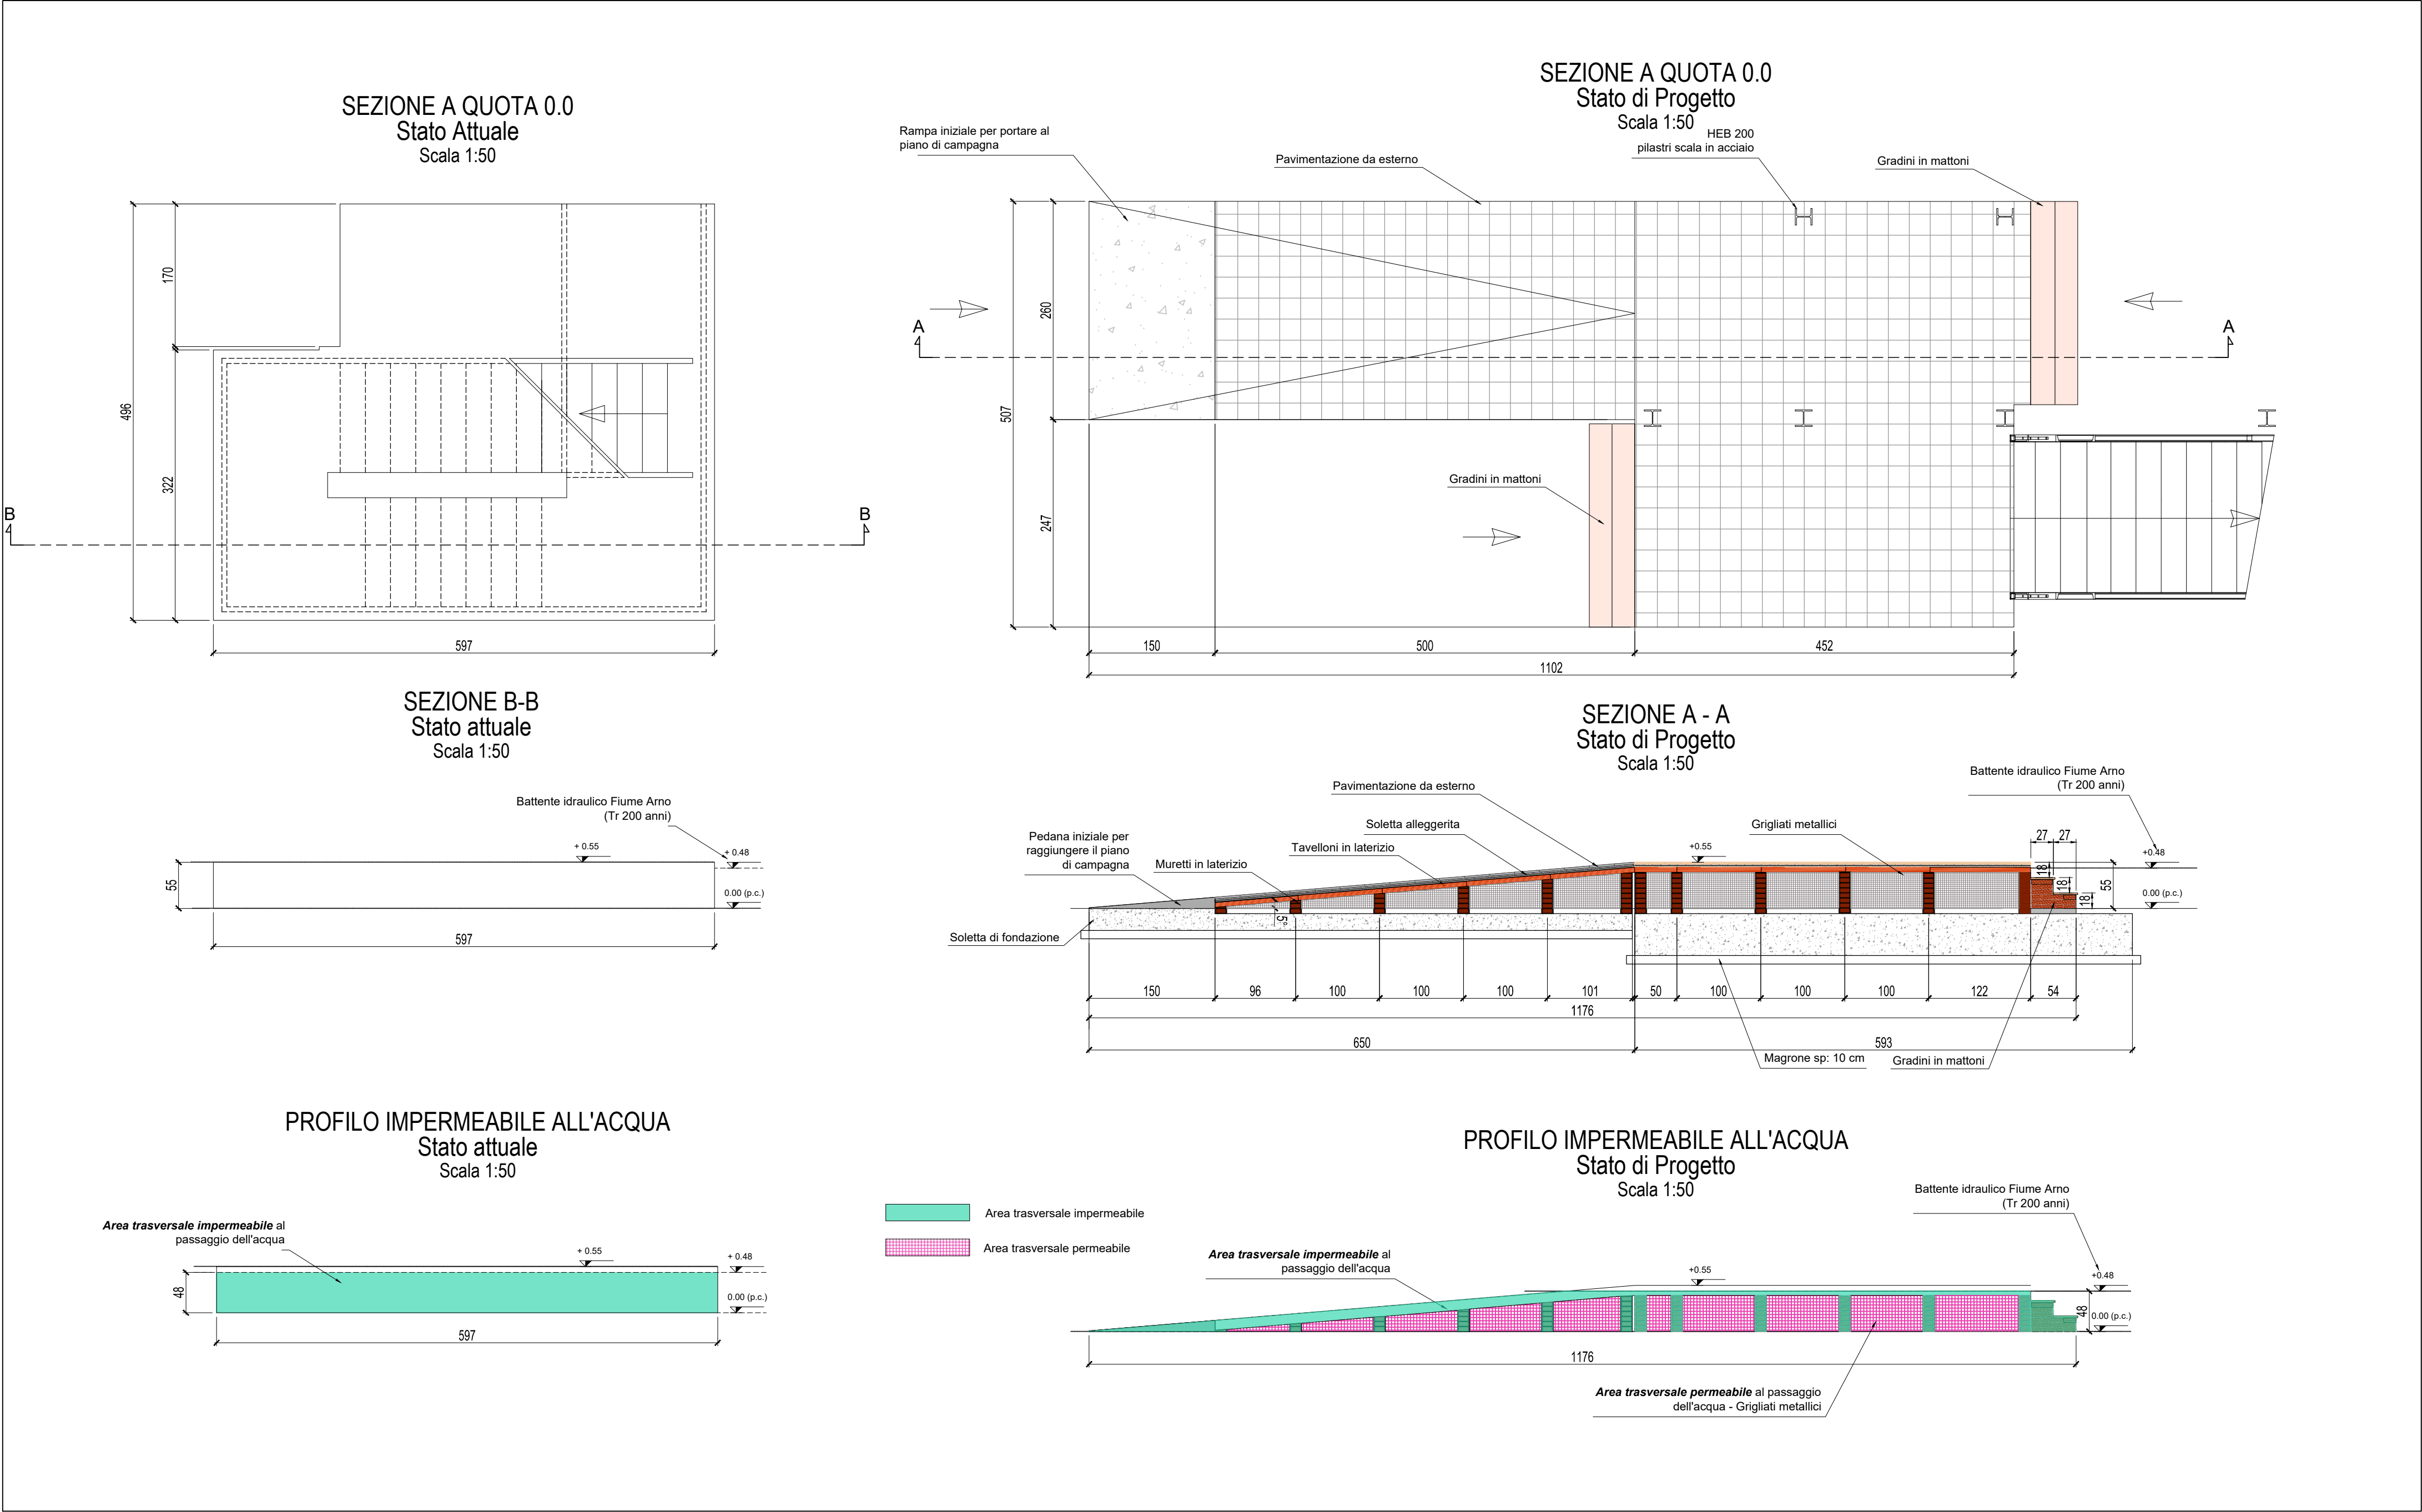 SEZIONE A QUOTA 0.0
Stato Attuale
Scala 1:50
170
496
322
B
B
597
SEZIONE B-B
Stato attuale
Scala 1:50
Battente idraulico Fiume Arno
(Tr 200 anni)
+ 0.55
+ 0.48
55
0.00 (p.c.)
597
PROFILO IMPERMEABILE ALL'ACQUA
Stato attuale
Scala 1:50
Area trasversale impermeabile al
passaggio dell'acqua
+ 0.55
+ 0.48
48
0.00 (p.c.)
597
SEZIONE A QUOTA 0.0
Stato di Progetto
Scala 1:50
Rampa iniziale per portare al
piano di campagna
Pavimentazione da esterno
HEB 200
pilastri scala in acciaio
Gradini in mattoni
260
A
A
507
Gradini in mattoni
247
150
500
452
1102
SEZIONE A - A
Stato di Progetto
Scala 1:50
Battente idraulico Fiume Arno
(Tr 200 anni)
Pavimentazione da esterno
Soletta alleggerita
Grigliati metallici
Pedana iniziale per
raggiungere il piano
di campagna
Tavelloni in laterizio
Muretti in laterizio
27
27
+0.55
+0.48
18
18
18
55
0.00 (p.c.)
5°
Soletta di fondazione
150
96
100
100
100
101
50
100
100
100
122
54
1176
650
593
Magrone sp: 10 cm
Gradini in mattoni
PROFILO IMPERMEABILE ALL'ACQUA
Stato di Progetto
Scala 1:50
Battente idraulico Fiume Arno
(Tr 200 anni)
Area trasversale impermeabile
Area trasversale permeabile
Area trasversale impermeabile al
passaggio dell'acqua
+0.55
+0.48
48
0.00 (p.c.)
1176
Area trasversale permeabile al passaggio
dell'acqua - Grigliati metallici